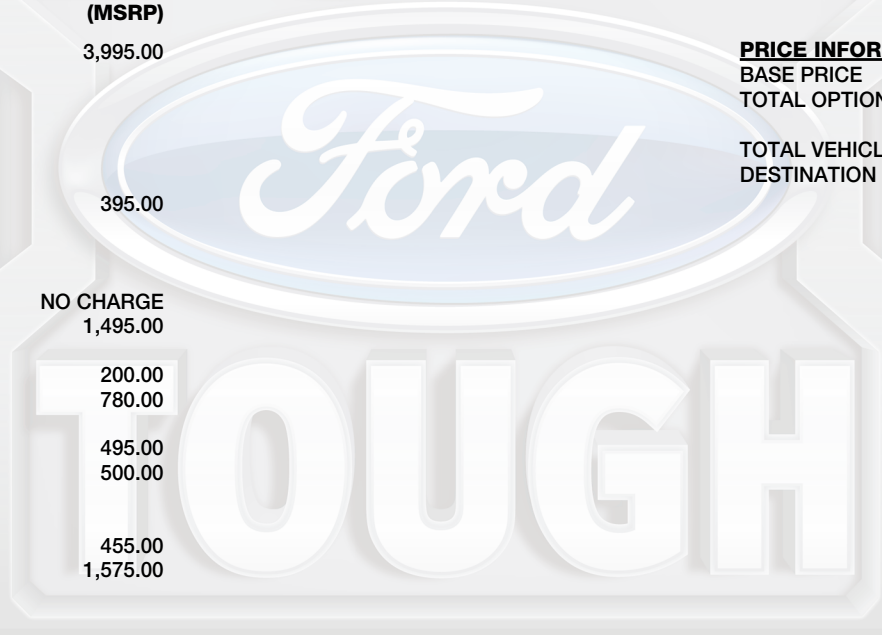 (MSRP)
3,995.00
395.00
NO CHARGE
1,495.00
200.00
780.00
495.00
500.00
455.00
1,575.00
PRICE INFOR
BASE PRICE
TOTAL OPTION
TOTAL VEHICL
DESTINATION
Ford
TOUGH